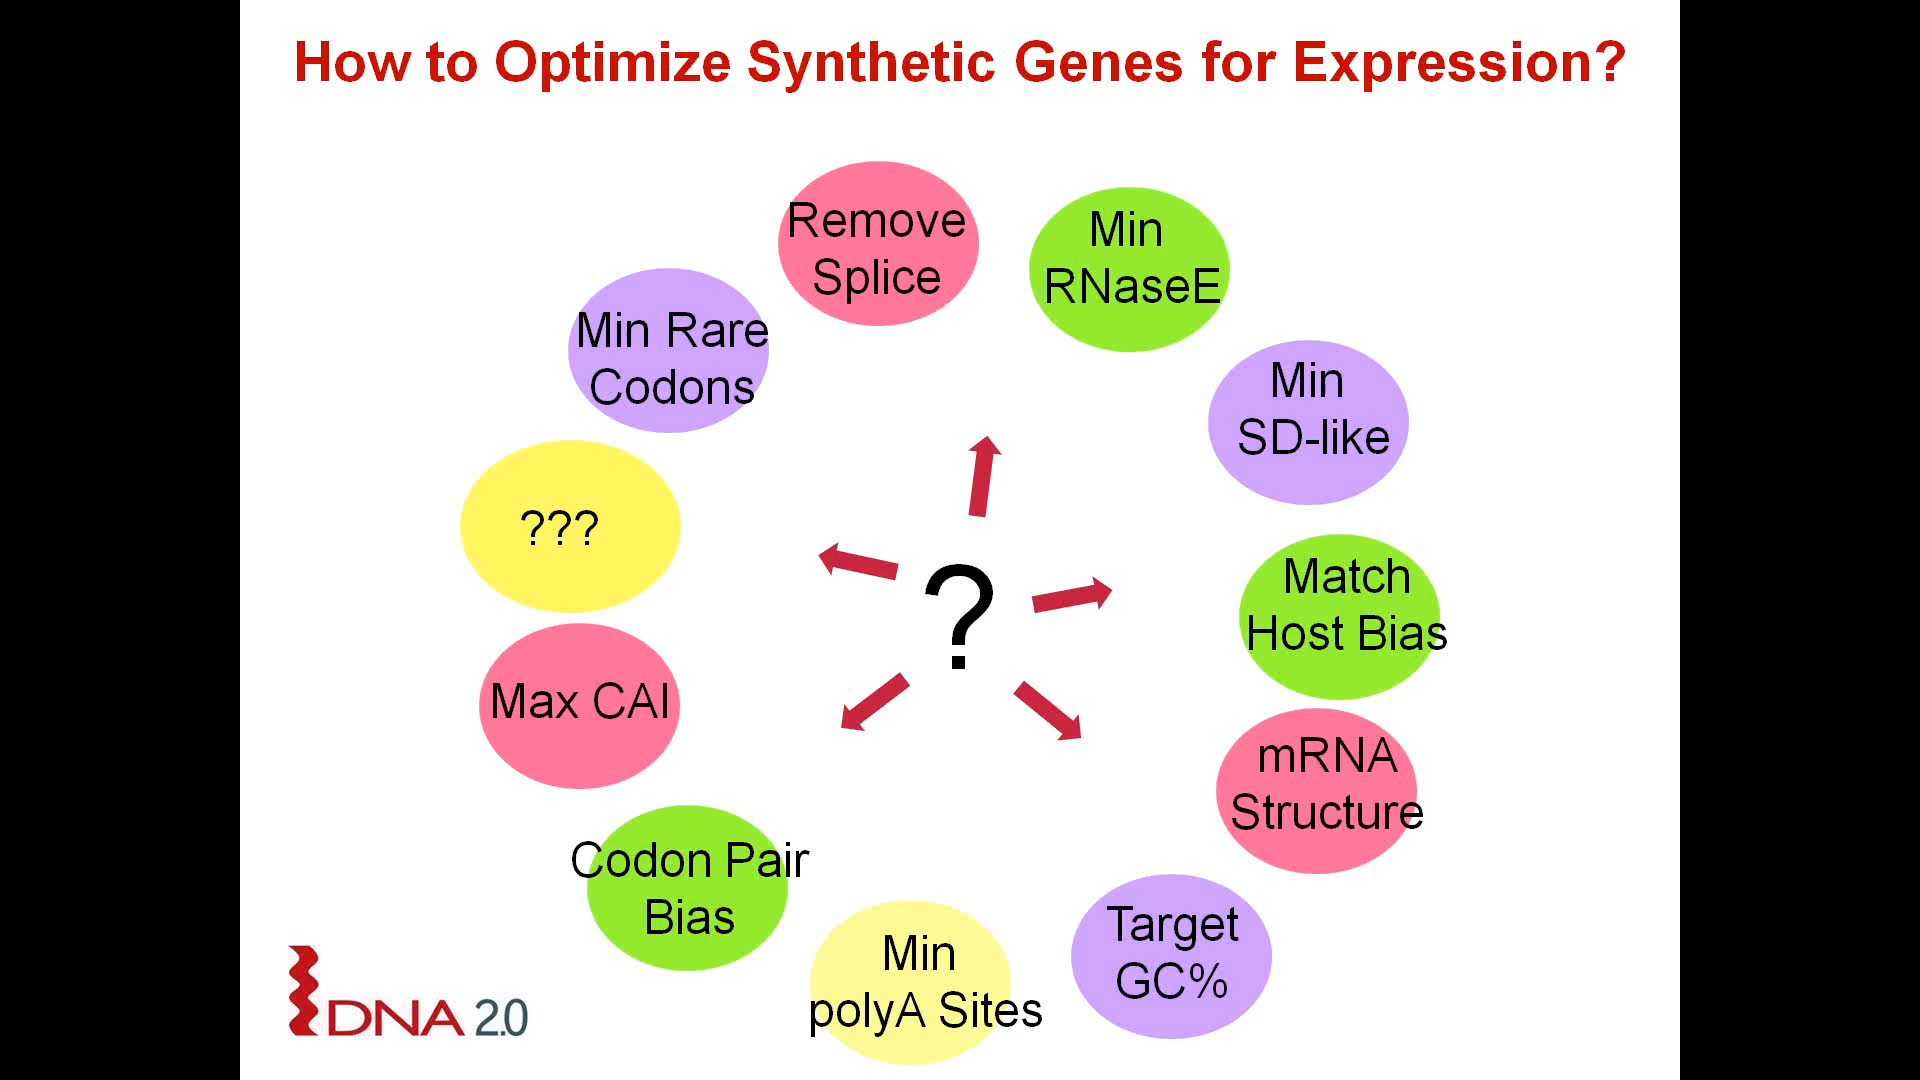 How to Optimize Synthetic Genes for Expression?
Remove
Splice
Min
RNaseE
Min
SD-like
Match
Host Bias
mRNA
Structure
Target
GC%
Min
polyA Sites
Codon Pair
Bias
Max CAI
???
Min Rare
Codons
?
DNA 2.0